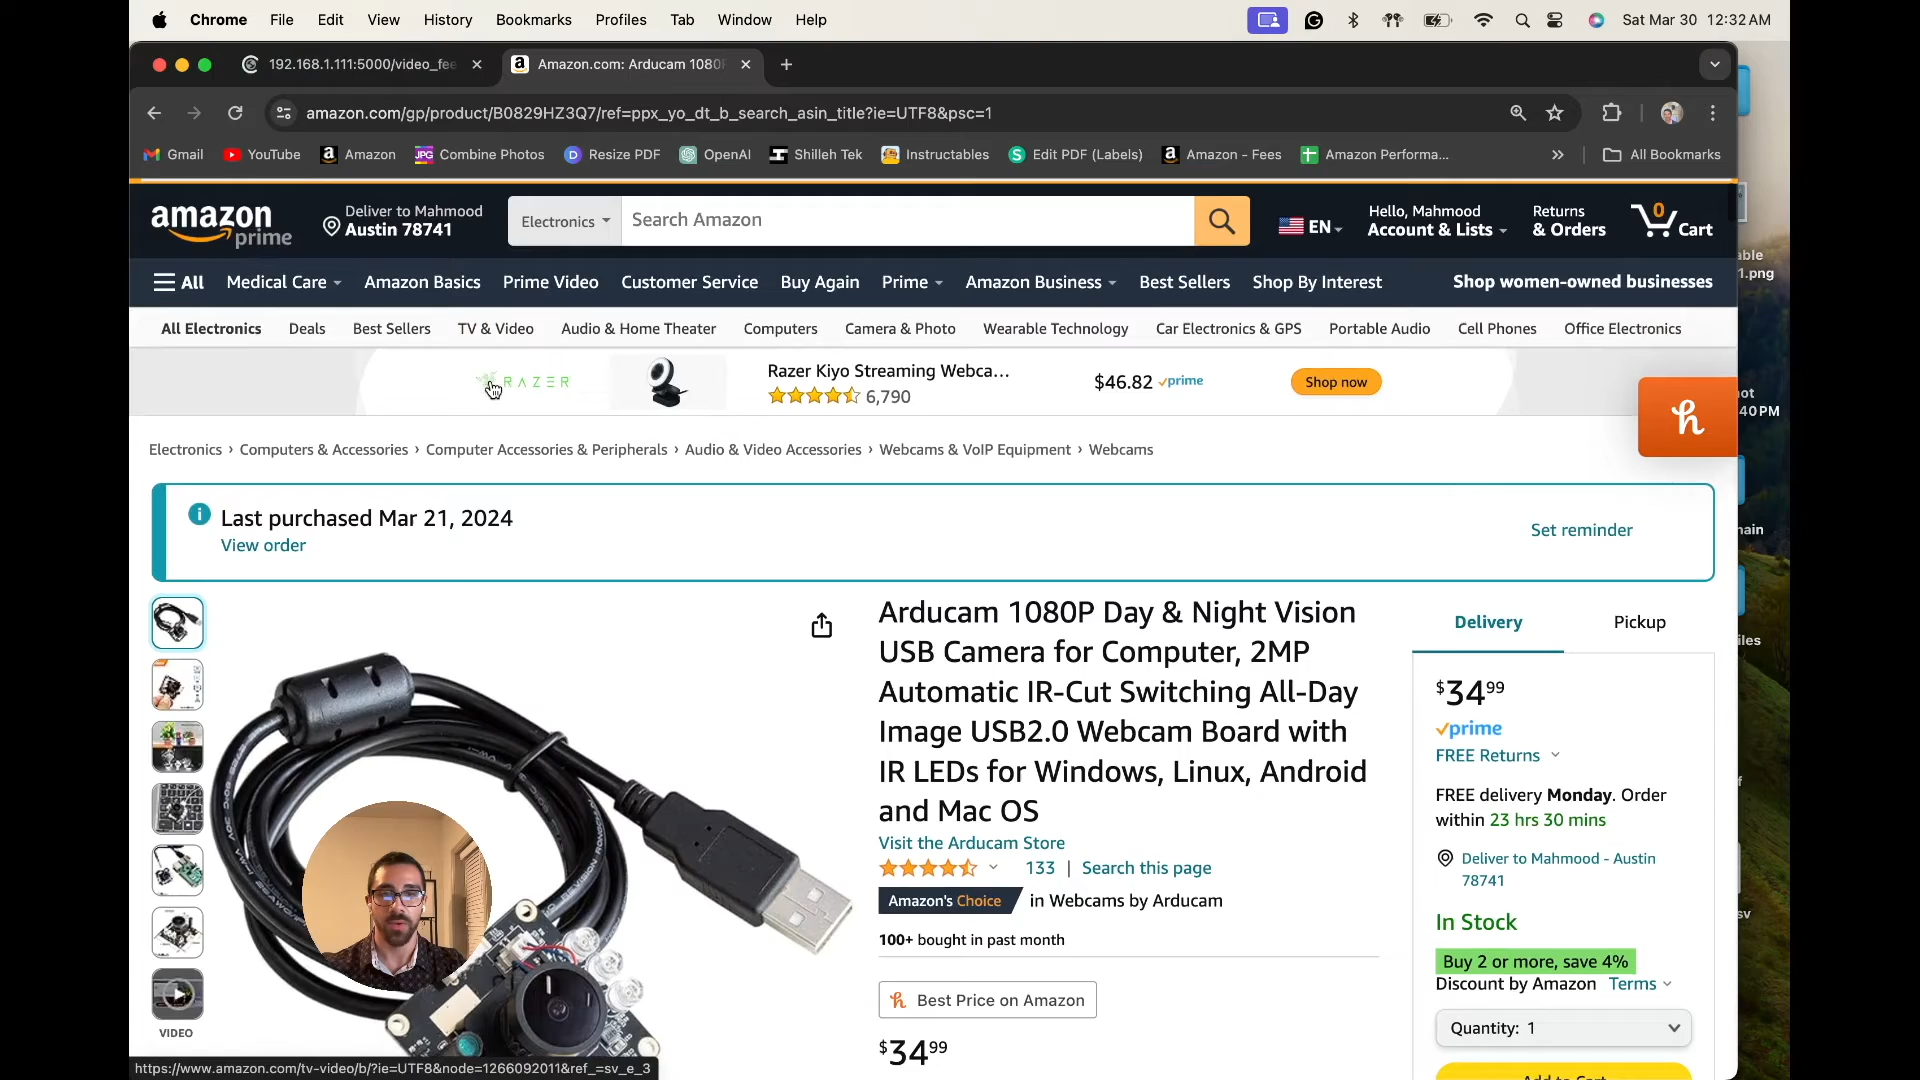 Chrome File Edit View History Bookmarks Profiles Tab Window Help
Sat Mar 30 12:32 AM
192.168.1.111:5000/video_fee
Amazon.com: Arducam 1080P
amazon.com/gp/product/B0829HZ3Q7/ref=ppx_yo_dt_b_search_asin_title?ie=UTF8&psc=1
Gmail YouTube Amazon JPG Combine Photos Resize PDF OpenAI Shilleh Tek Instructables Edit PDF (Labels) Amazon - Fees Amazon Performa... » All Bookmarks
amazon prime
Deliver to Mahmood
Austin 78741
Electronics
Search Amazon
EN
Hello, Mahmood
Account & Lists
Returns
& Orders
0
Cart
All Medical Care Amazon Basics Prime Video Customer Service Buy Again Prime Amazon Business Best Sellers Shop By Interest Shop women-owned businesses
All Electronics Deals Best Sellers TV & Video Audio & Home Theater Computers Camera & Photo Wearable Technology Car Electronics & GPS Portable Audio Cell Phones Office Electronics
RAZER
Razer Kiyo Streaming Webca...
6,790
$46.82 prime
Shop now
Electronics › Computers & Accessories › Computer Accessories & Peripherals › Audio & Video Accessories › Webcams & VoIP Equipment › Webcams
Last purchased Mar 21, 2024
View order
Set reminder
Arducam 1080P Day & Night Vision
USB Camera for Computer, 2MP
Automatic IR-Cut Switching All-Day
Image USB2.0 Webcam Board with
IR LEDs for Windows, Linux, Android
and Mac OS
Visit the Arducam Store
133 | Search this page
Amazon's Choice in Webcams by Arducam
100+ bought in past month
Best Price on Amazon
$34⁹⁹
VIDEO
Delivery Pickup
$34⁹⁹
prime
FREE Returns
FREE delivery Monday. Order
within 23 hrs 30 mins
Deliver to Mahmood - Austin
78741
In Stock
Buy 2 or more, save 4%
Discount by Amazon Terms
Quantity: 1
1.png
40PM
https://www.amazon.com/tv-video/b/?ie=UTF8&node=1266092011&ref_=sv_e_3